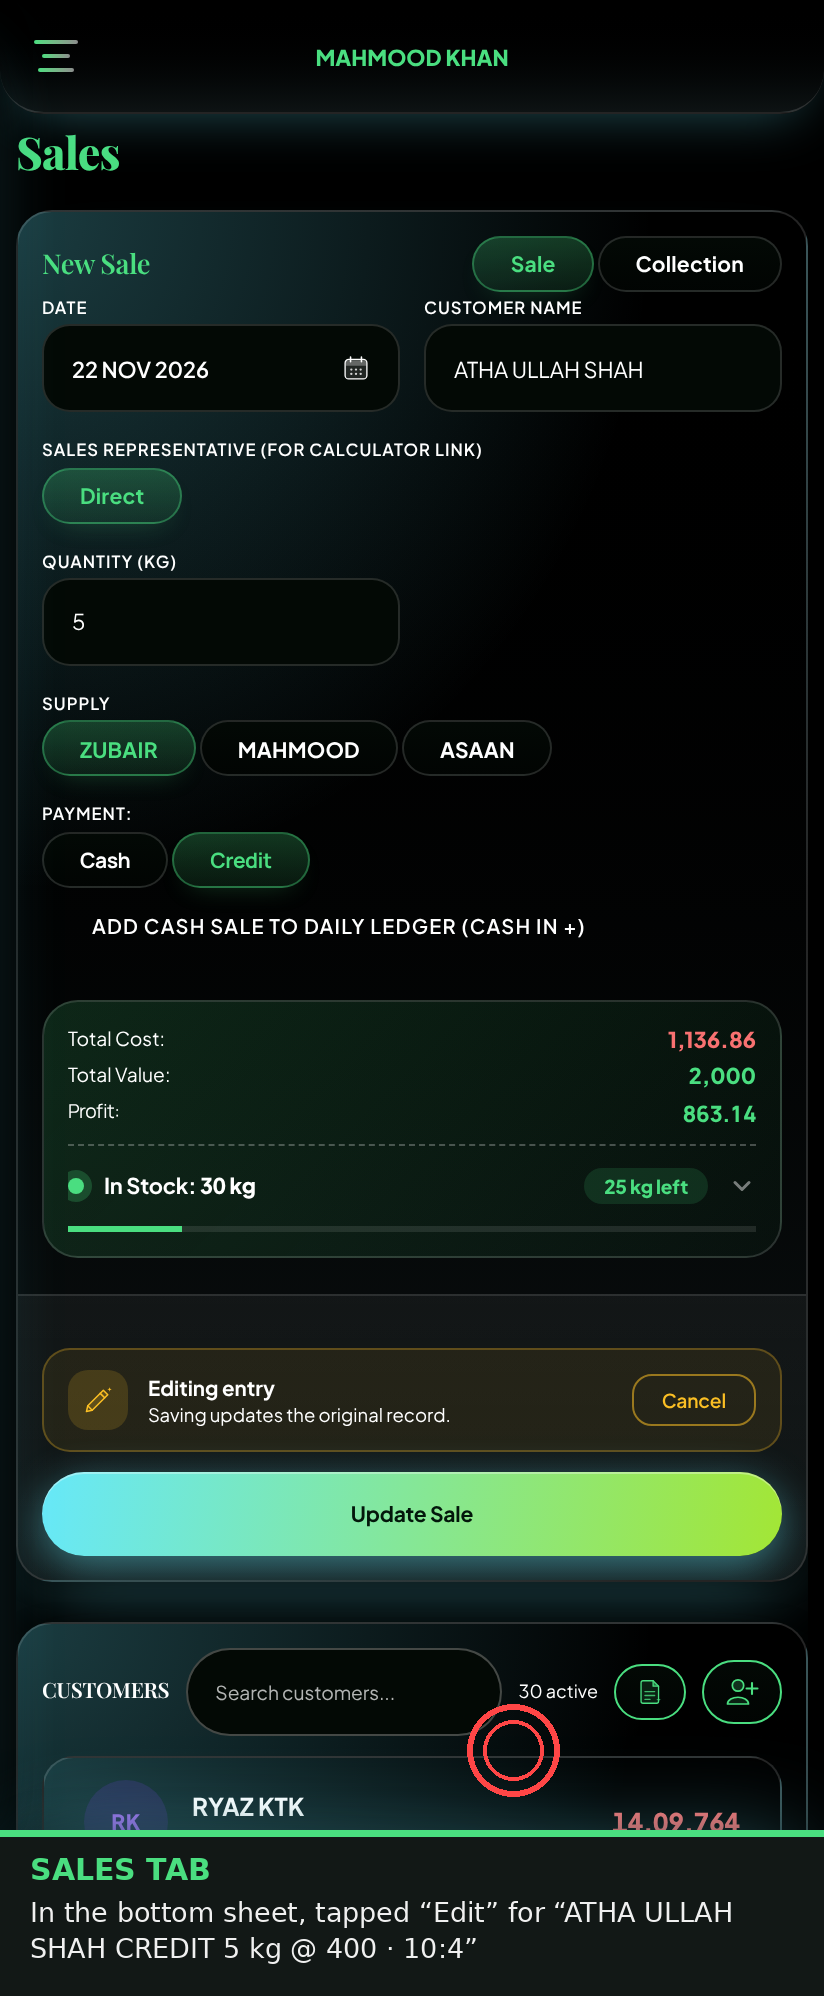 MAHMOOD KHAN
Sales
New Sale
Sale
Collection
DATE
CUSTOMER NAME
22 NOV 2026
ATHA ULLAH SHAH
SALES REPRESENTATIVE (FOR CALCULATOR LINK)
Direct
QUANTITY (KG)
5
SUPPLY
ZUBAIR
MAHMOOD
ASAAN
PAYMENT:
Cash
Credit
ADD CASH SALE TO DAILY LEDGER (CASH IN +)
Total Cost:
1,136.86
Total Value:
2,000
Profit:
863.14
In Stock: 30 kg
25 kg left
Editing entry
Saving updates the original record.
Cancel
Update Sale
CUSTOMERS
Search customers...
30 active
RYAZ KTK
RK
14,09,764
SALES TAB
In the bottom sheet, tapped “Edit” for “ATHA ULLAH
SHAH CREDIT 5 kg @ 400 · 10:4”